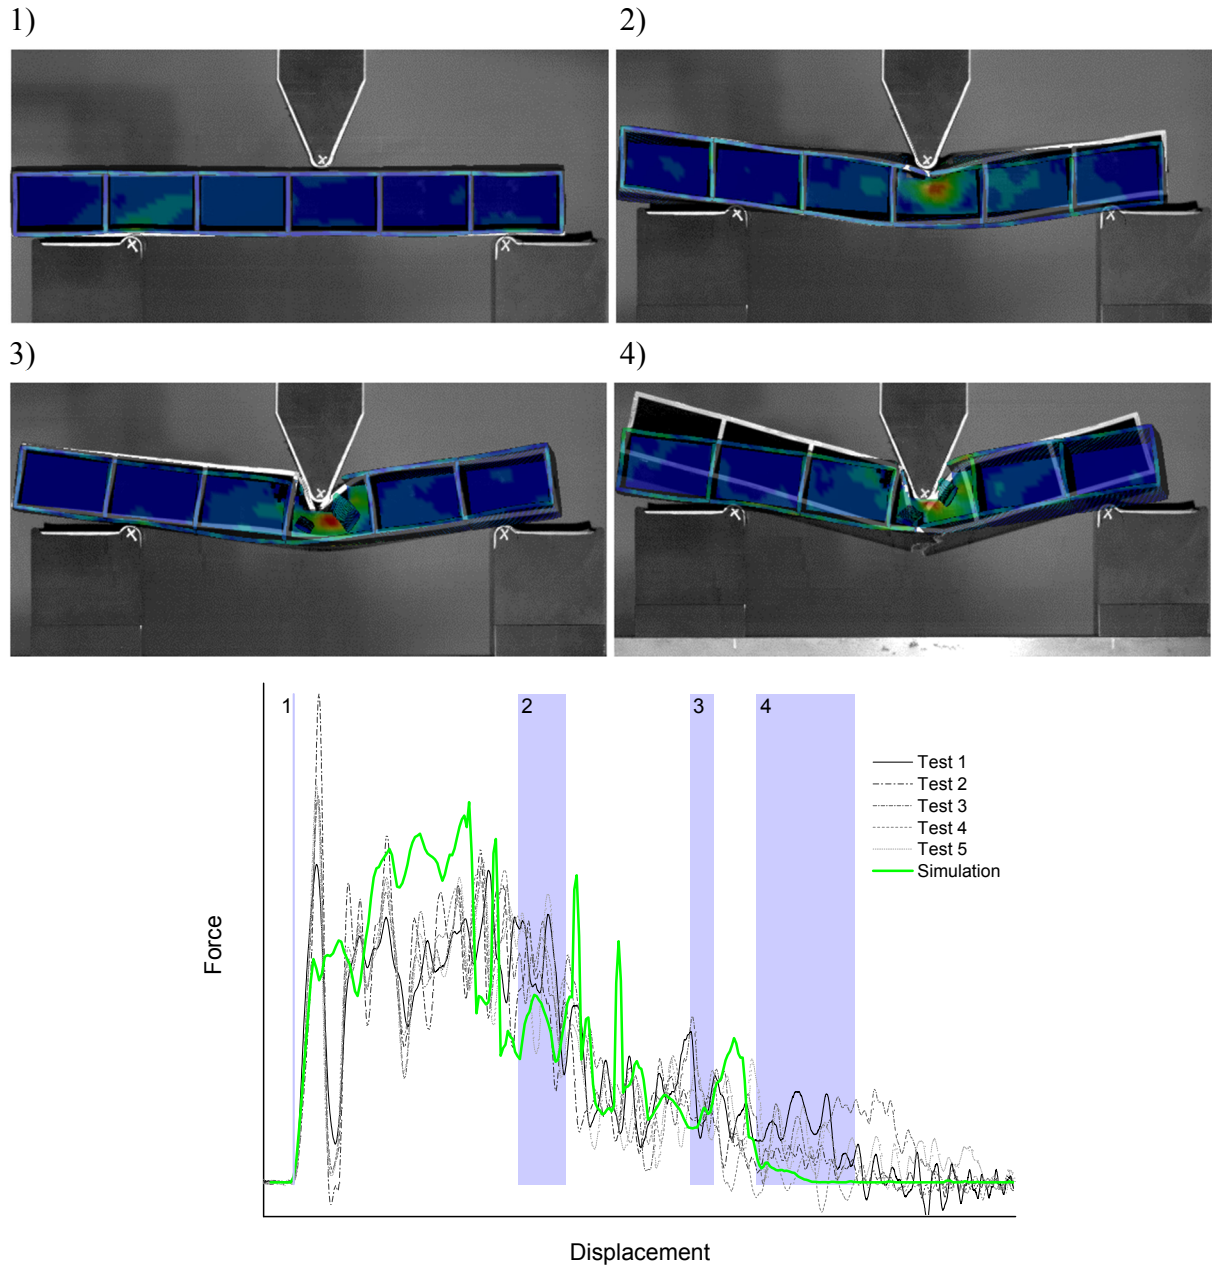 1)
2)
3)
4)
1
2
3
4
Test 1
Test 2
Test 3
Test 4
Test 5
Simulation
Force
Displacement